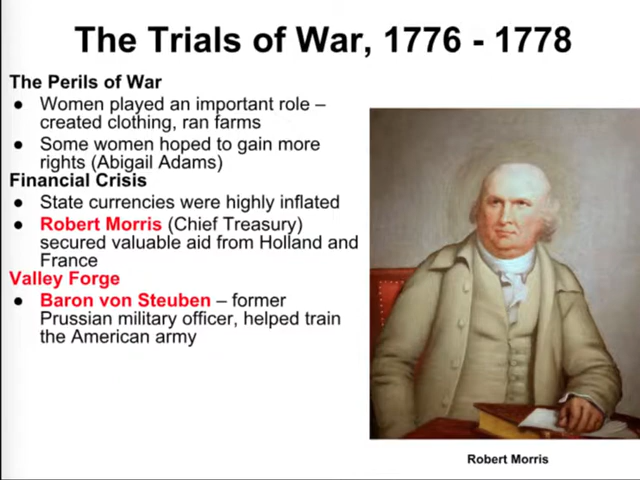 The Trials of War, 1776 - 1778
The Perils of War
● Women played an important role –
created clothing, ran farms
● Some women hoped to gain more
rights (Abigail Adams)
Financial Crisis
● State currencies were highly inflated
● Robert Morris (Chief Treasury)
secured valuable aid from Holland and
France
Valley Forge
● Baron von Steuben – former
Prussian military officer, helped train
the American army
Robert Morris